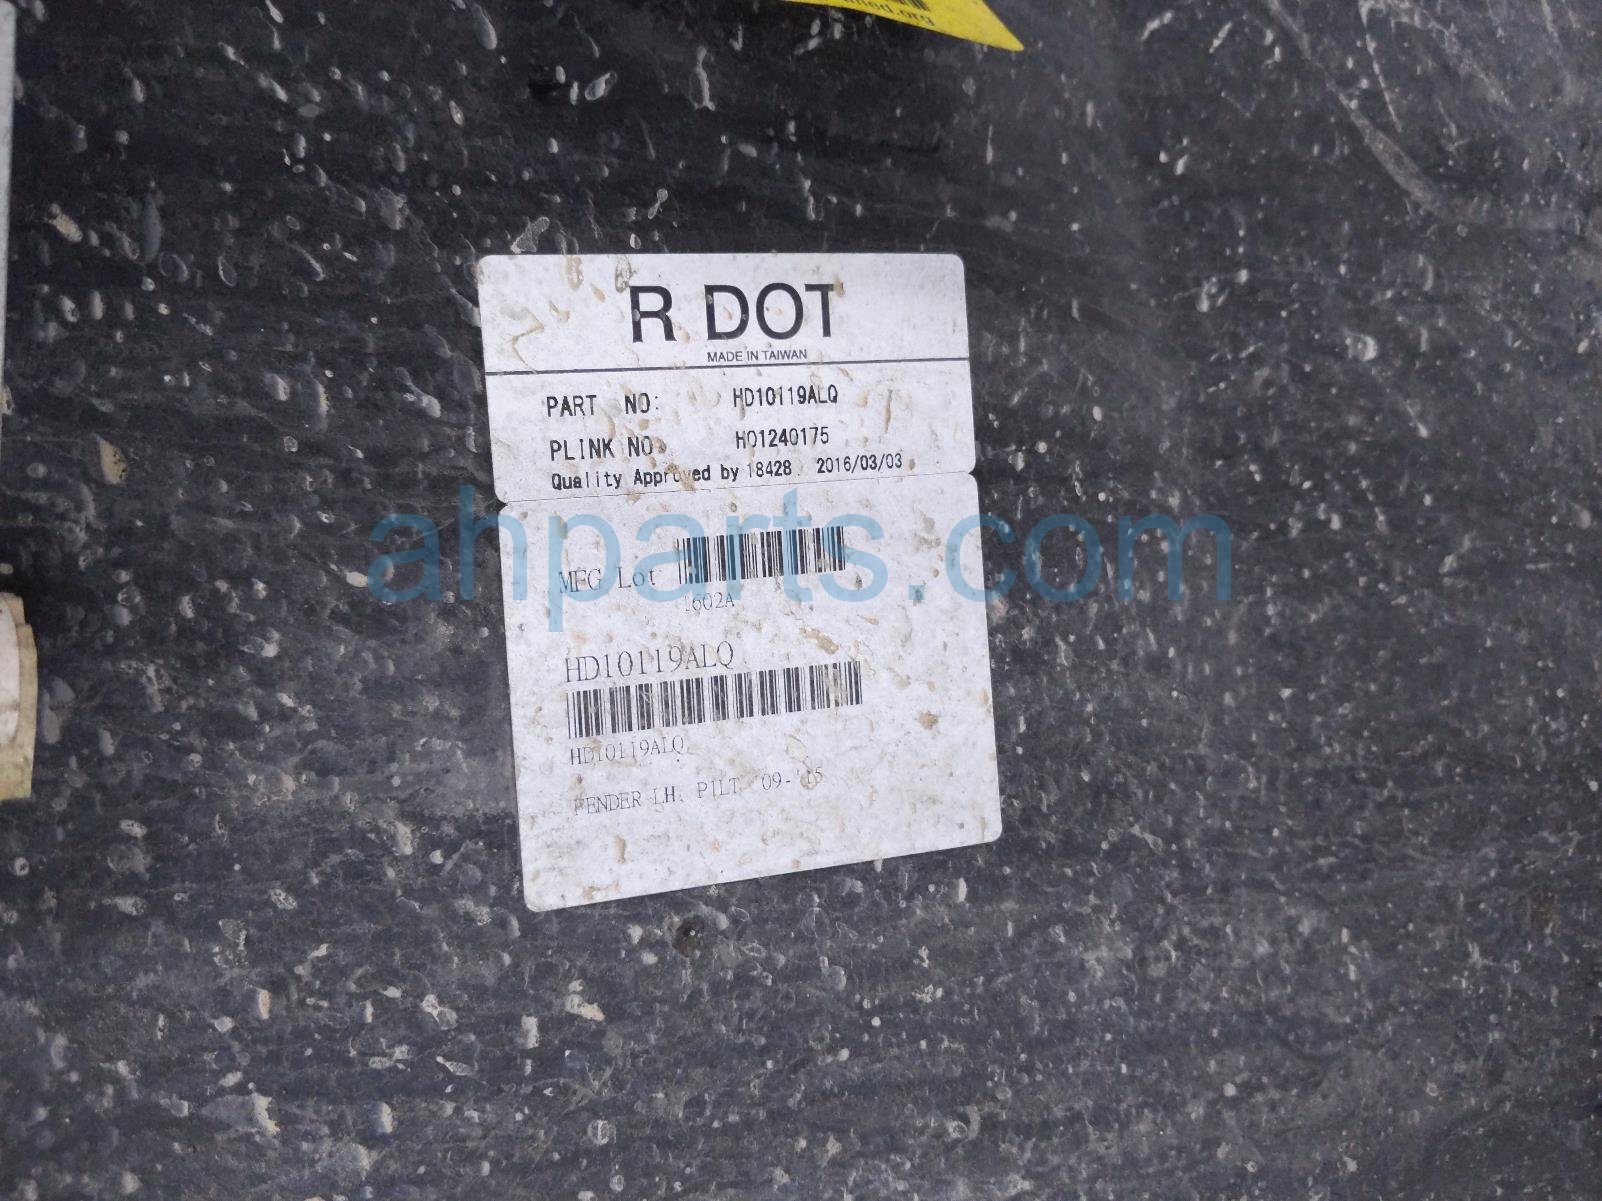 R DOT
MADE IN TAIWAN
PART NO: HD10119ALQ
PLINK NO: HO1240175
Quality Approved by 18428 2016/03/03
ahparts.com
MFG Lot
1602A
HD10119ALQ
HD10119ALQ
FENDER LH. PILT '09-'15